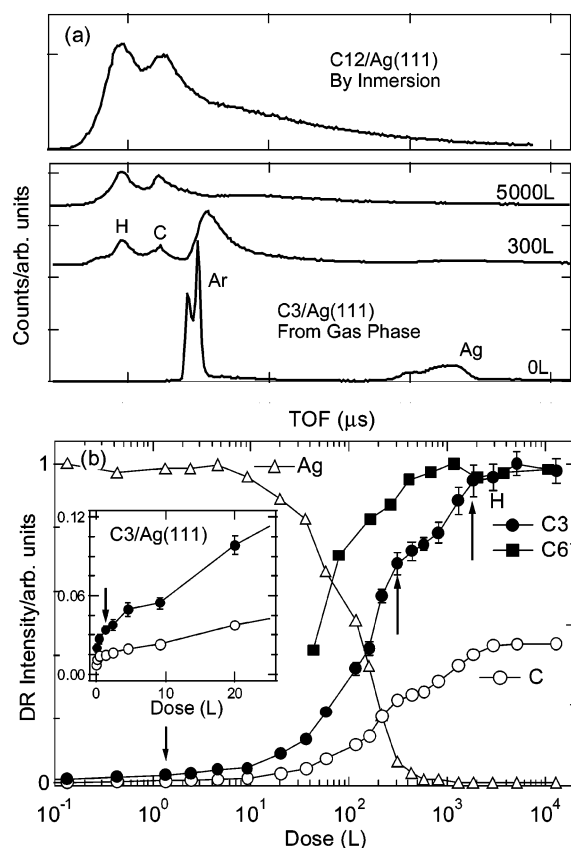 (a)
C12/Ag(111)
By Inmersion
Counts/arb. units
5000L
H
C
300L
Ar
C3/Ag(111)
From Gas Phase
Ag
0L
TOF (μs)
(b)
Ag
1
H
C3
C6
C
0.12
C3/Ag(111)
0.06
0.00
0
10
20
Dose (L)
DR Intensity/arb. units
0
10⁻¹
10⁰
10¹
10²
10³
10⁴
Dose (L)